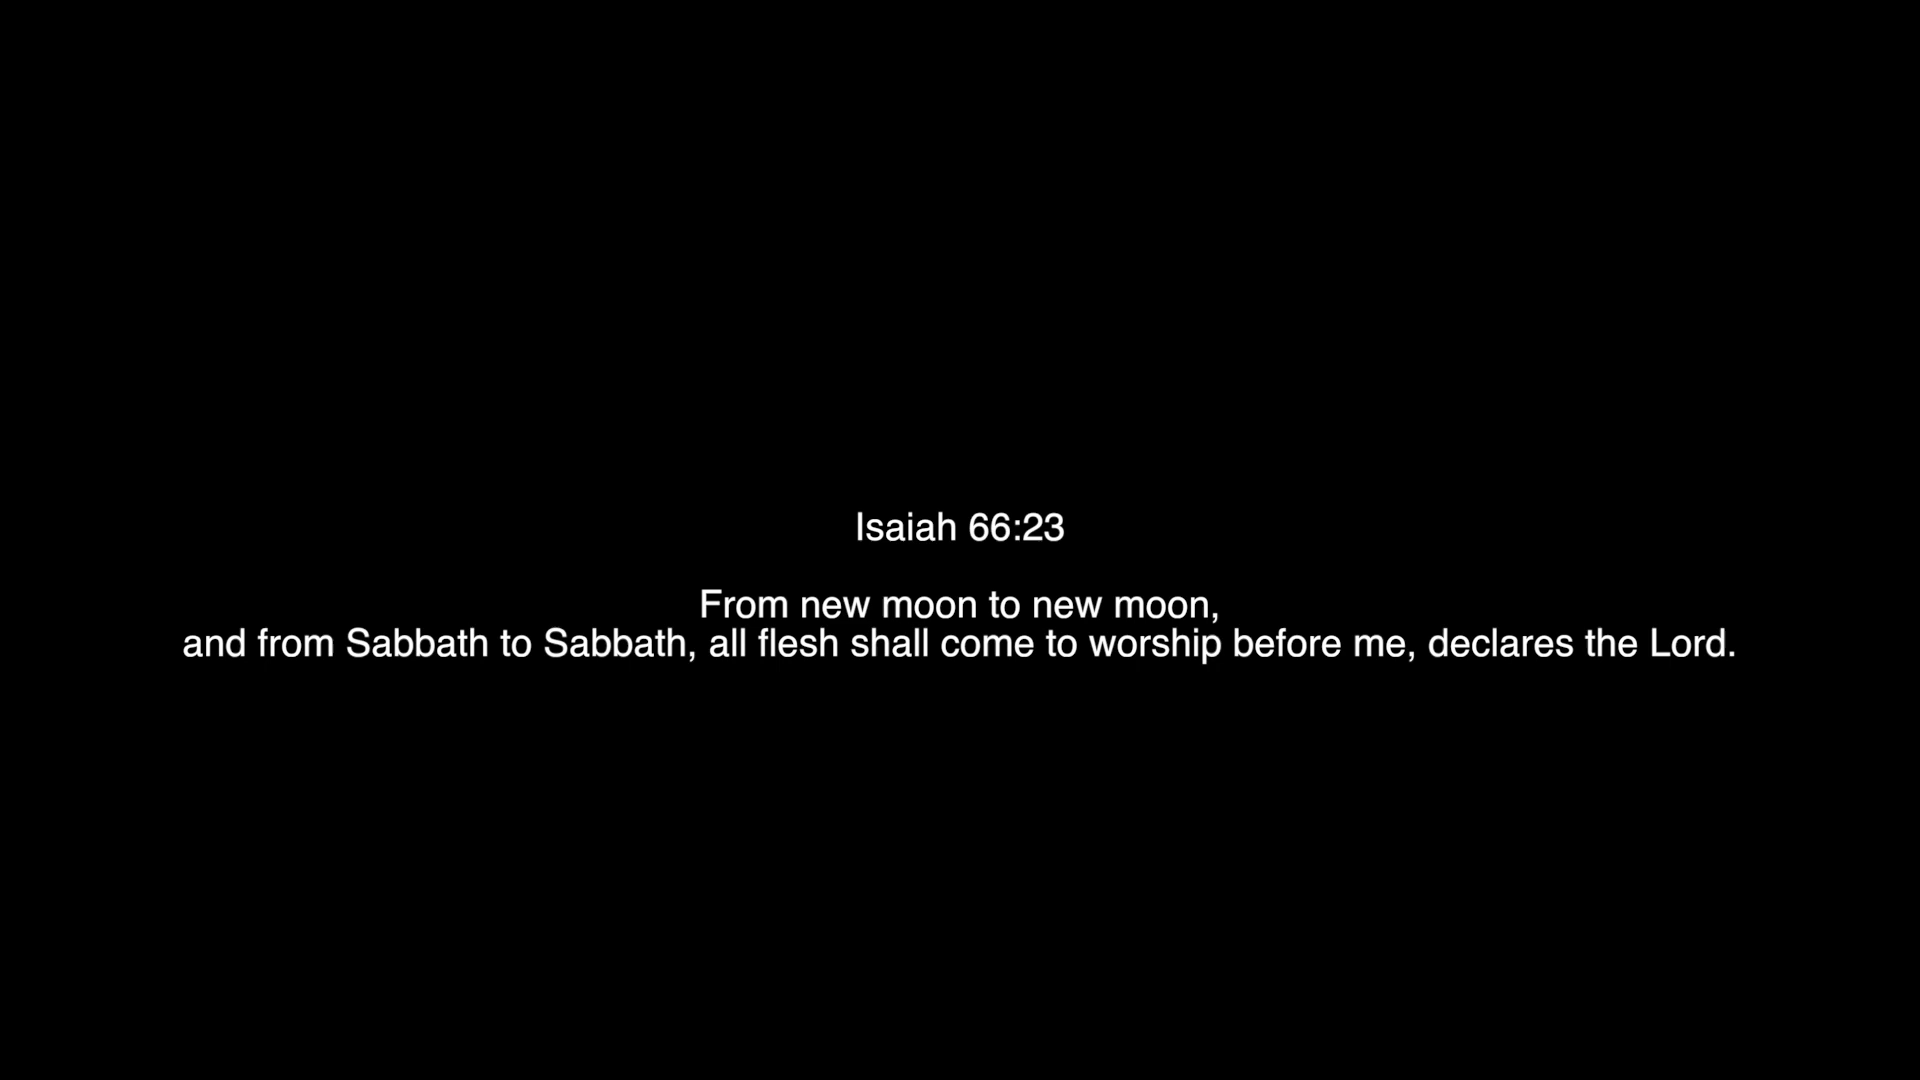 Isaiah 66:23
From new moon to new moon,
and from Sabbath to Sabbath, all flesh shall come to worship before me, declares the Lord.